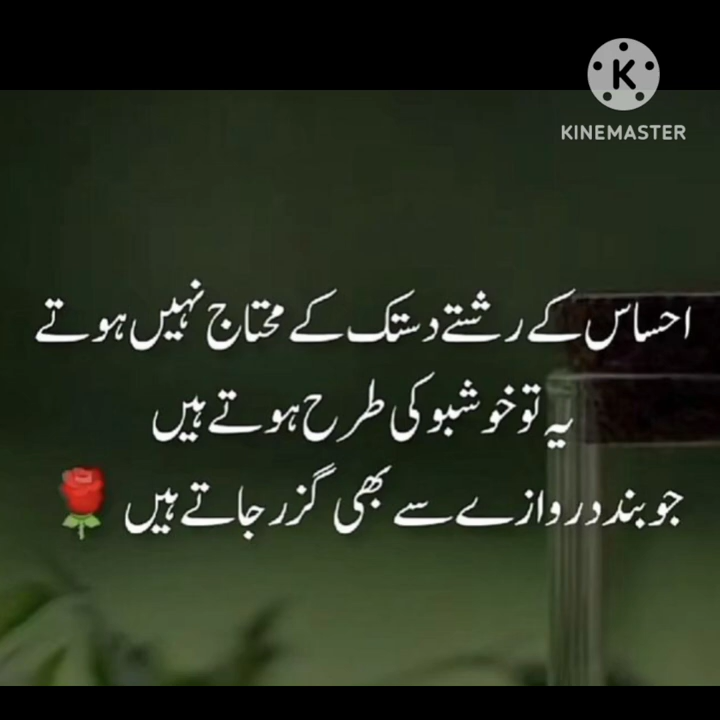 KINEMASTER
احساس کے رشتے دستک کے محتاج نہیں ہوتے
یہ تو خوشبو کی طرح ہوتے ہیں
جو بند دروازے سے بھی گزر جاتے ہیں 🌹